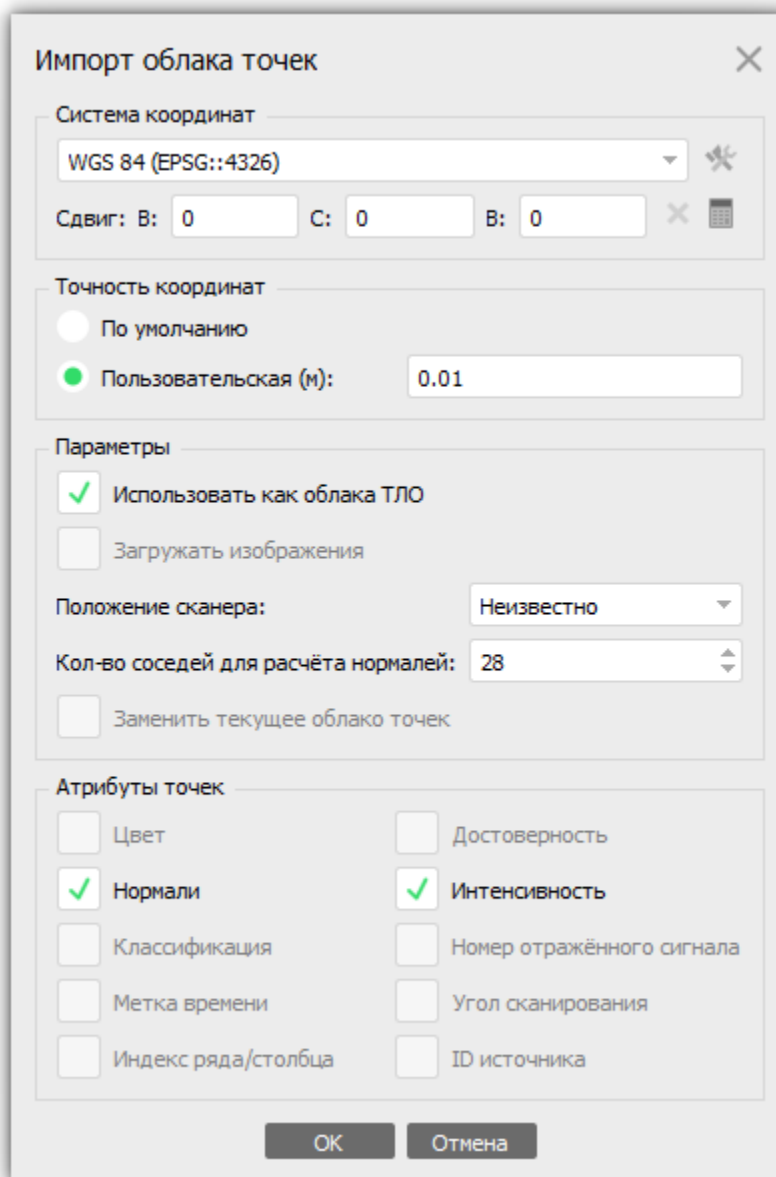 Импорт облака точек
Система координат
WGS 84 (EPSG::4326)
Сдвиг: В: 0 С: 0 В: 0
Точность координат
По умолчанию
Пользовательская (м): 0.01
Параметры
Использовать как облака ТЛО
Загружать изображения
Положение сканера: Неизвестно
Кол-во соседей для расчёта нормалей: 28
Заменить текущее облако точек
Атрибуты точек
Цвет Достоверность
Нормали Интенсивность
Классификация Номер отражённого сигнала
Метка времени Угол сканирования
Индекс ряда/столбца ID источника
ОК Отмена